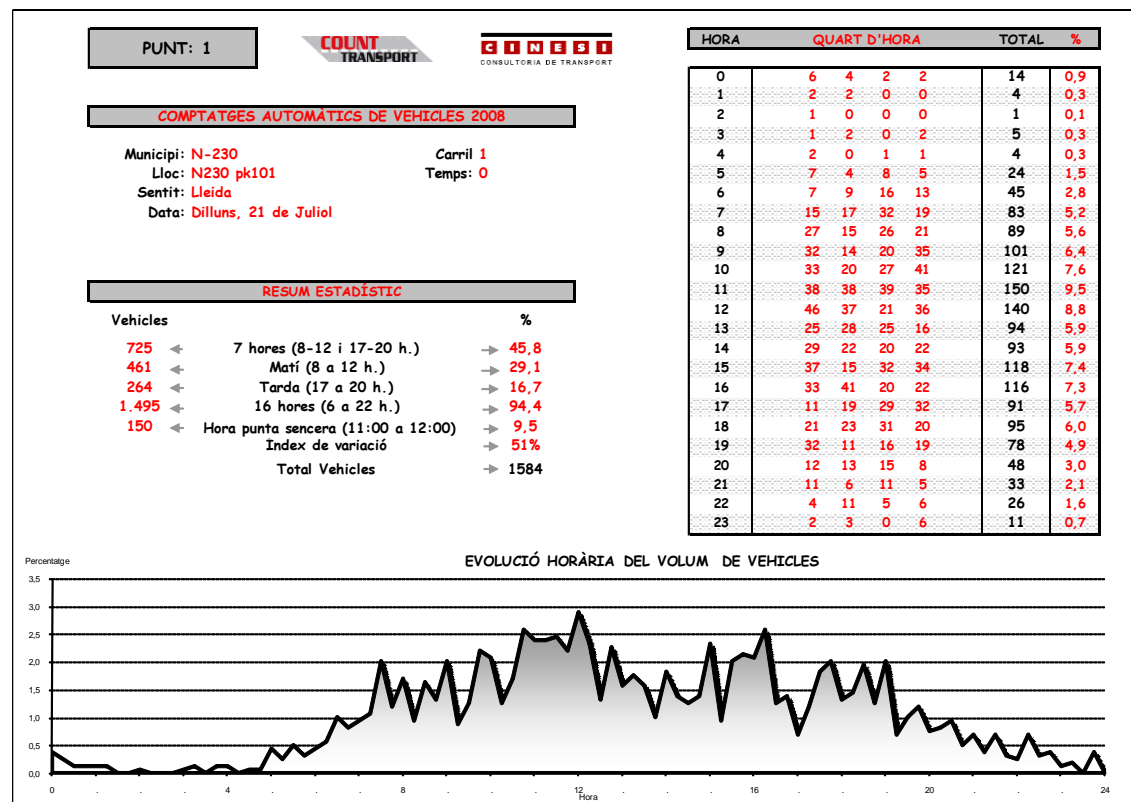 PUNT: 1
COUNT
TRANSPORT
CINESI
CONSULTORIA DE TRANSPORT
COMPTATGES AUTOMÀTICS DE VEHICLES 2008
Municipi: N-230 Carril 1
Lloc: N230 pk101 Temps: 0
Sentit: Lleida
Data: Dilluns, 21 de Juliol
RESUM ESTADÍSTIC
Vehicles %
725 7 hores (8-12 i 17-20 h.) 45,8
461 Matí (8 a 12 h.) 29,1
264 Tarda (17 a 20 h.) 16,7
1.495 16 hores (6 a 22 h.) 94,4
150 Hora punta sencera (11:00 a 12:00) 9,5
Índex de variació 51%
Total Vehicles 1584
HORA QUART D'HORA TOTAL %
0 6 4 2 2 14 0,9
1 2 2 0 0 4 0,3
2 1 0 0 0 1 0,1
3 1 2 0 2 5 0,3
4 2 0 1 1 4 0,3
5 7 4 8 5 24 1,5
6 7 9 16 13 45 2,8
7 15 17 32 19 83 5,2
8 27 15 26 21 89 5,6
9 32 14 20 35 101 6,4
10 33 20 27 41 121 7,6
11 38 38 39 35 150 9,5
12 46 37 21 36 140 8,8
13 25 28 25 16 94 5,9
14 29 22 20 22 93 5,9
15 37 15 32 34 118 7,4
16 33 41 20 22 116 7,3
17 11 19 29 32 91 5,7
18 21 23 31 20 95 6,0
19 32 11 16 19 78 4,9
20 12 13 15 8 48 3,0
21 11 6 11 5 33 2,1
22 4 11 5 6 26 1,6
23 2 3 0 6 11 0,7
EVOLUCIÓ HORÀRIA DEL VOLUM DE VEHICLES
Percentatge
3,5
3,0
2,5
2,0
1,5
1,0
0,5
0,0
0 . . . 4 . . . 8 . . . 12 . . . 16 . . . 20 . . . 24
Hora